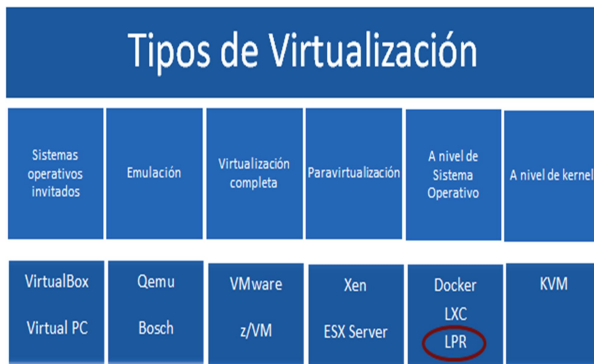 Tipos de Virtualización
Sistemas
operativos
invitados
Emulación
Virtualización
completa
Paravirtualización
A nivel de
Sistema
Operativo
A nivel de kernel
VirtualBox
Virtual PC
Qemu
Bosch
VMware
z/VM
Xen
ESX Server
Docker
LXC
LPR
KVM